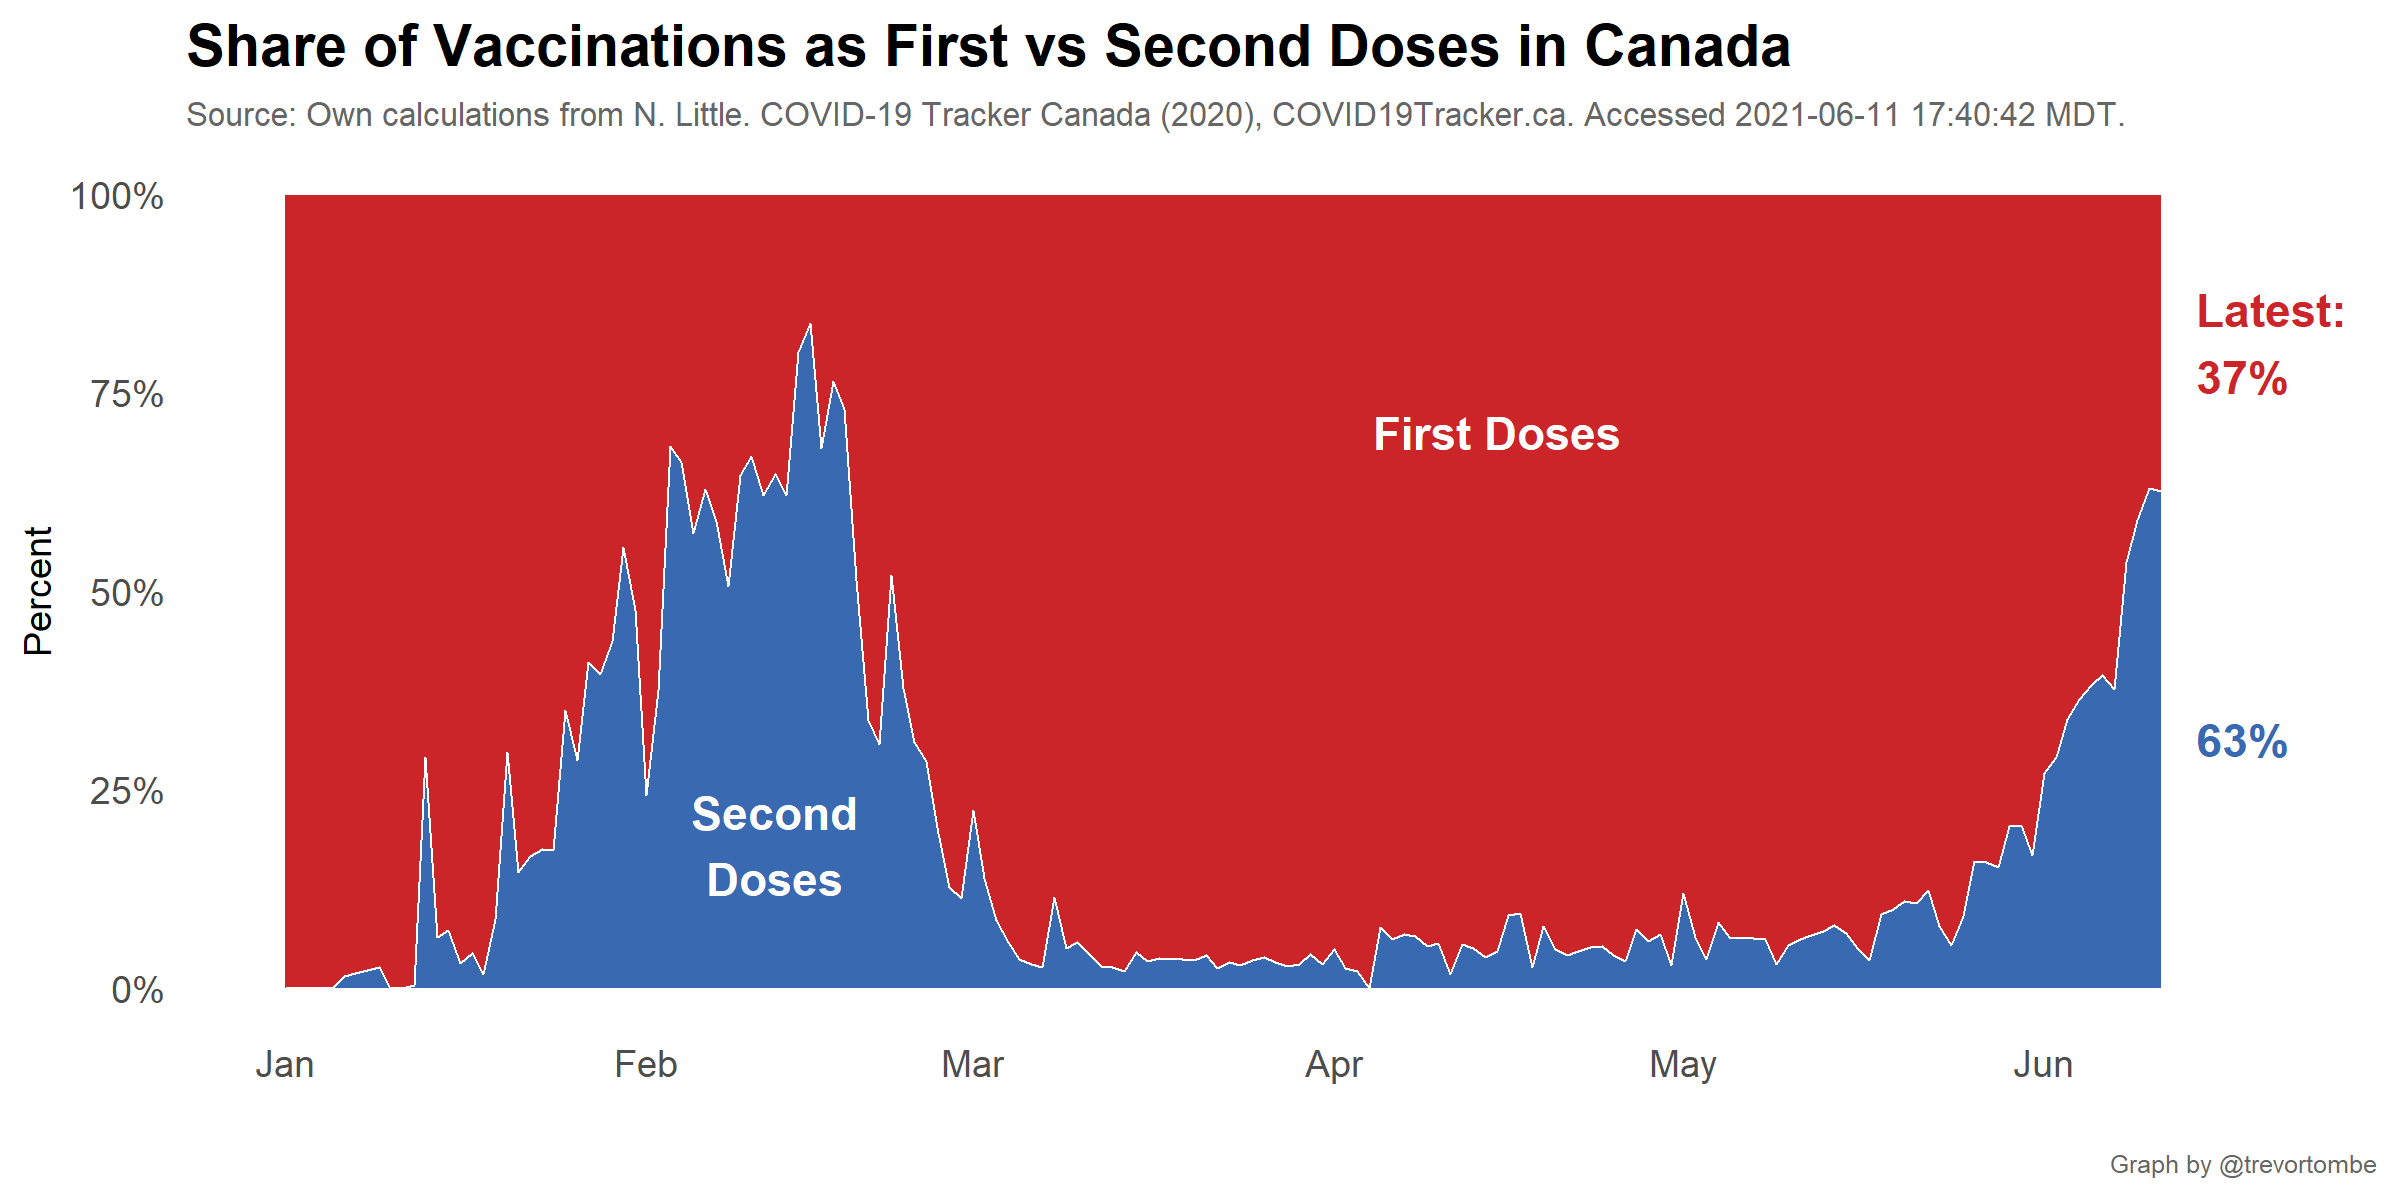 Share of Vaccinations as First vs Second Doses in Canada
Source: Own calculations from N. Little. COVID-19 Tracker Canada (2020), COVID19Tracker.ca. Accessed 2021-06-11 17:40:42 MDT.
Percent
100%
75%
50%
25%
0%
First Doses
Second
Doses
Latest:
37%
63%
Jan
Feb
Mar
Apr
May
Jun
Graph by @trevortombe